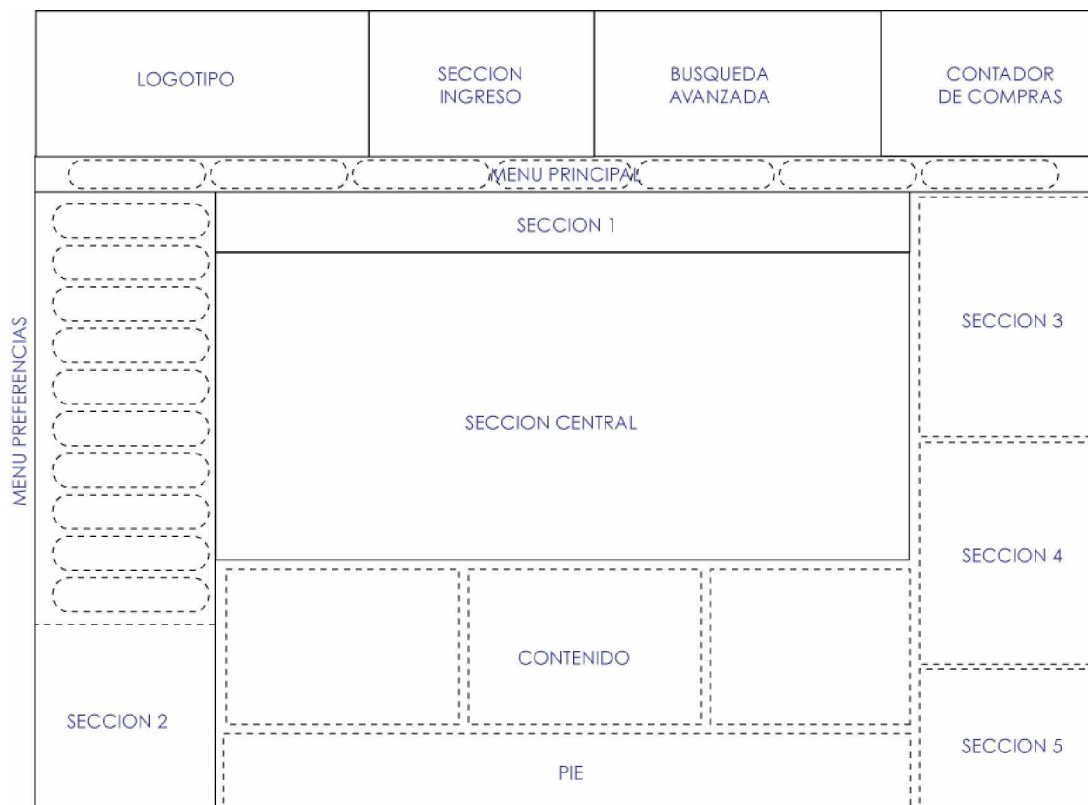 LOGOTIPO
SECCION
INGRESO
BUSQUEDA
AVANZADA
CONTADOR
DE COMPRAS
MENU PRINCIPAL
MENU PREFERENCIAS
SECCION 1
SECCION 3
SECCION CENTRAL
SECCION 4
CONTENIDO
SECCION 2
SECCION 5
PIE